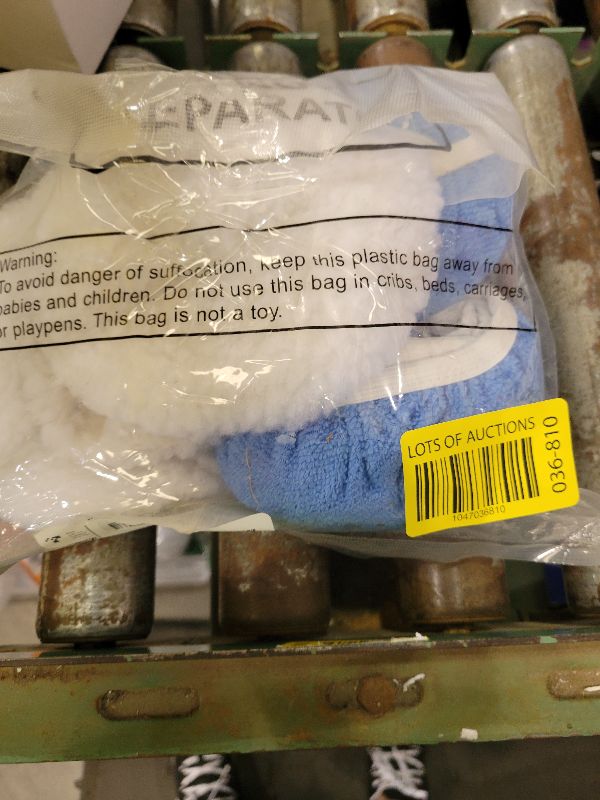 EPARAT
Warning:
To avoid danger of suffocation, keep this plastic bag away from
babies and children. Do not use this bag in cribs, beds, carriages,
or playpens. This bag is not a toy.
LOTS OF AUCTIONS
036-810
1047036810